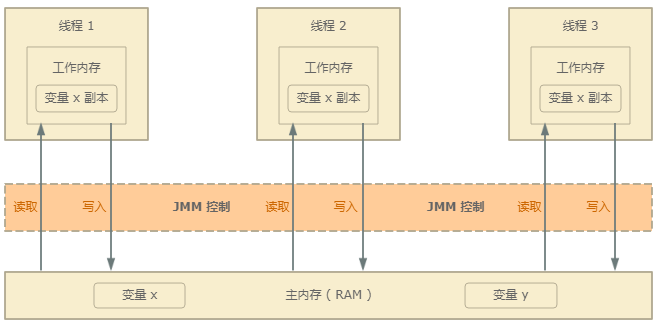 线程 1
线程 2
线程 3
工作内存
工作内存
工作内存
变量 x 副本
变量 x 副本
变量 x 副本
读取
写入
JMM 控制
读取
写入
JMM 控制
读取
写入
变量 x
主内存 ( RAM )
变量 y